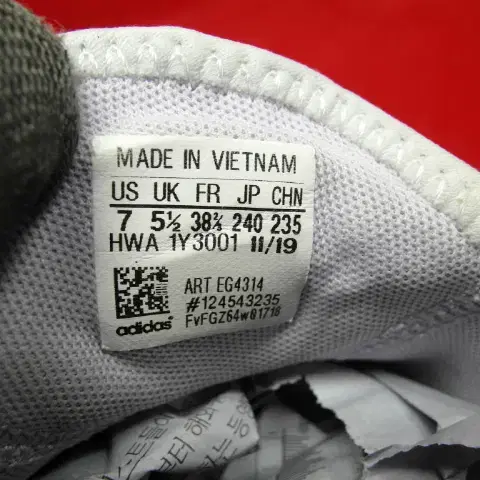 MADE IN VIETNAM
US UK FR JP CHN
7 5½ 38⅔ 240 235
HWA 1Y3001 11/19
ART EG4314
#124543235
FvFGZ64w01718
adidas